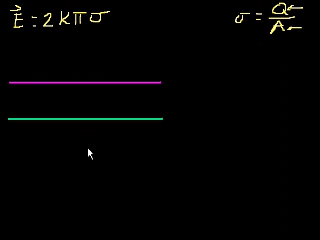 E⃗ = 2Kπσ
σ = Q/A